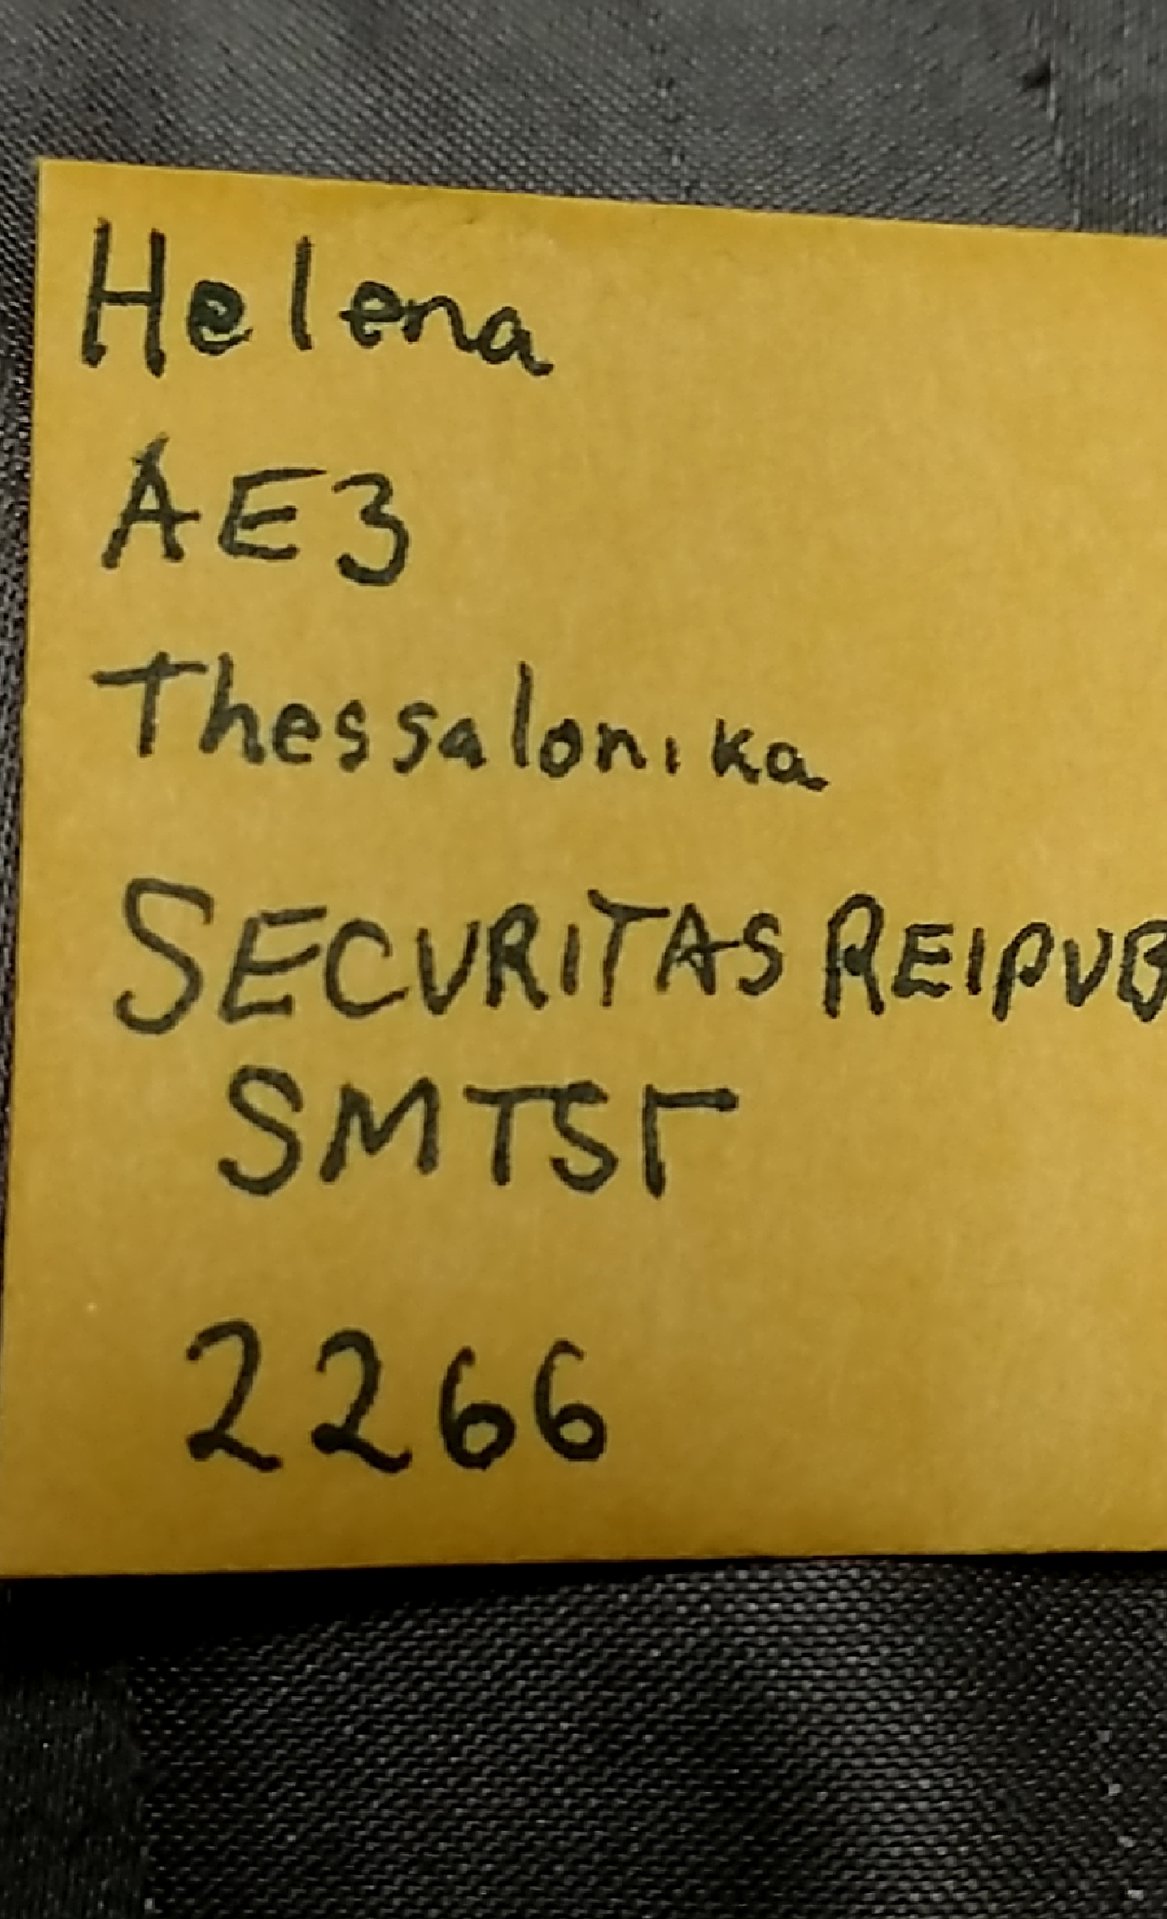 Helena
AE3
Thessalonika
SECVRITAS REIPVB
SMTSΓ
2266